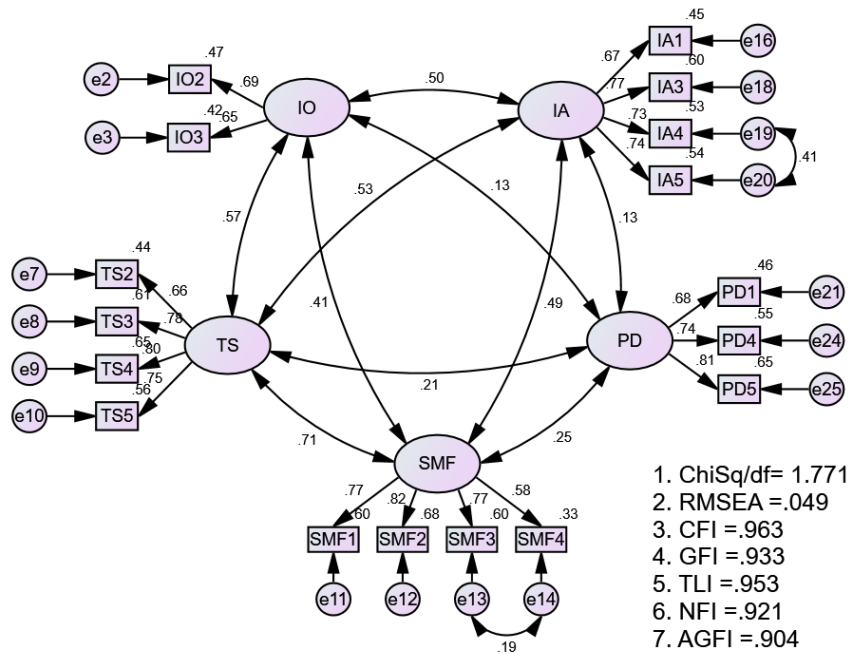 .45
IA1
e16
.67
.60
.47
e2
IO2
.69
IO
.50
IA
.77
IA3
e18
.53
.42
.65
e3
IO3
.73
IA4
e19
.41
.54
.74
IA5
e20
.53
.13
.57
.13
.44
e7
TS2
.66
.61
e8
TS3
.78
.65
.80
e9
TS4
.75
.56
e10
TS5
TS
.41
.49
.46
.68
PD1
e21
.55
PD
.74
PD4
e24
.65
.81
PD5
e25
.21
.71
.25
SMF
.77
.60
.82
.68
.77
.60
.58
.33
SMF1
SMF2
SMF3
SMF4
e11
e12
e13
e14
.19
1. ChiSq/df= 1.771
2. RMSEA =.049
3. CFI =.963
4. GFI =.933
5. TLI =.953
6. NFI =.921
7. AGFI =.904